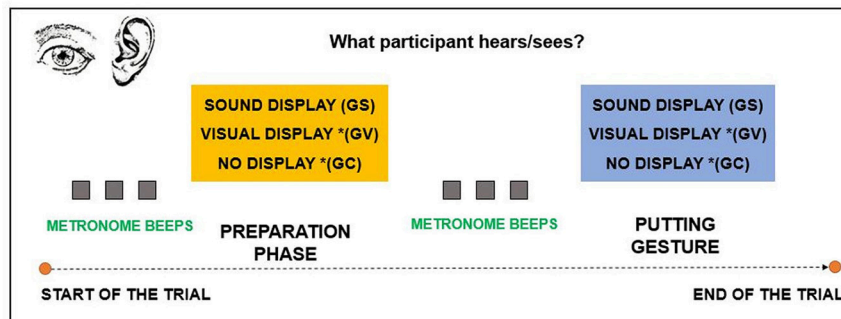 What participant hears/sees?
SOUND DISPLAY (GS)
VISUAL DISPLAY *(GV)
NO DISPLAY *(GC)
SOUND DISPLAY (GS)
VISUAL DISPLAY *(GV)
NO DISPLAY *(GC)
METRONOME BEEPS
PREPARATION
PHASE
METRONOME BEEPS
PUTTING
GESTURE
START OF THE TRIAL
END OF THE TRIAL